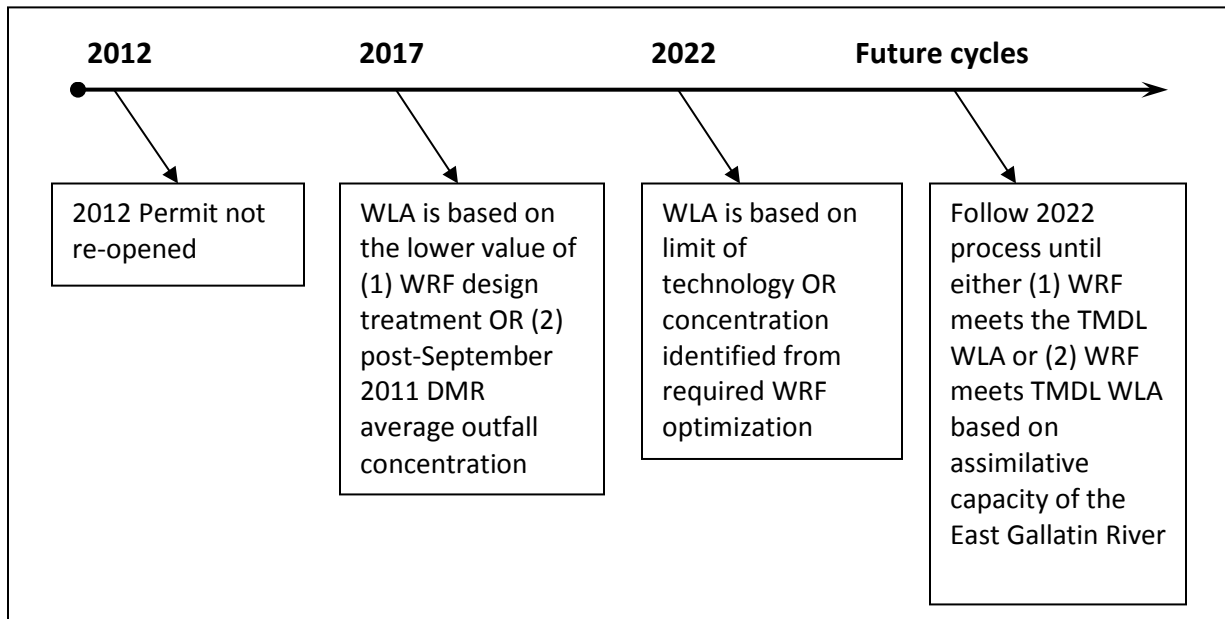 2012
2017
2022
Future cycles
2012 Permit not
re-opened
WLA is based on
the lower value of
(1) WRF design
treatment OR (2)
post-September
2011 DMR
average outfall
concentration
WLA is based on
limit of
technology OR
concentration
identified from
required WRF
optimization
Follow 2022
process until
either (1) WRF
meets the TMDL
WLA or (2) WRF
meets TMDL WLA
based on
assimilative
capacity of the
East Gallatin River